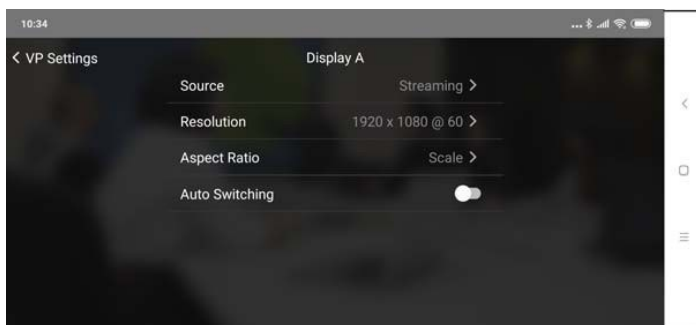 10:34
VP Settings
Display A
Source Streaming
Resolution 1920 x 1080 @ 60
Aspect Ratio Scale
Auto Switching